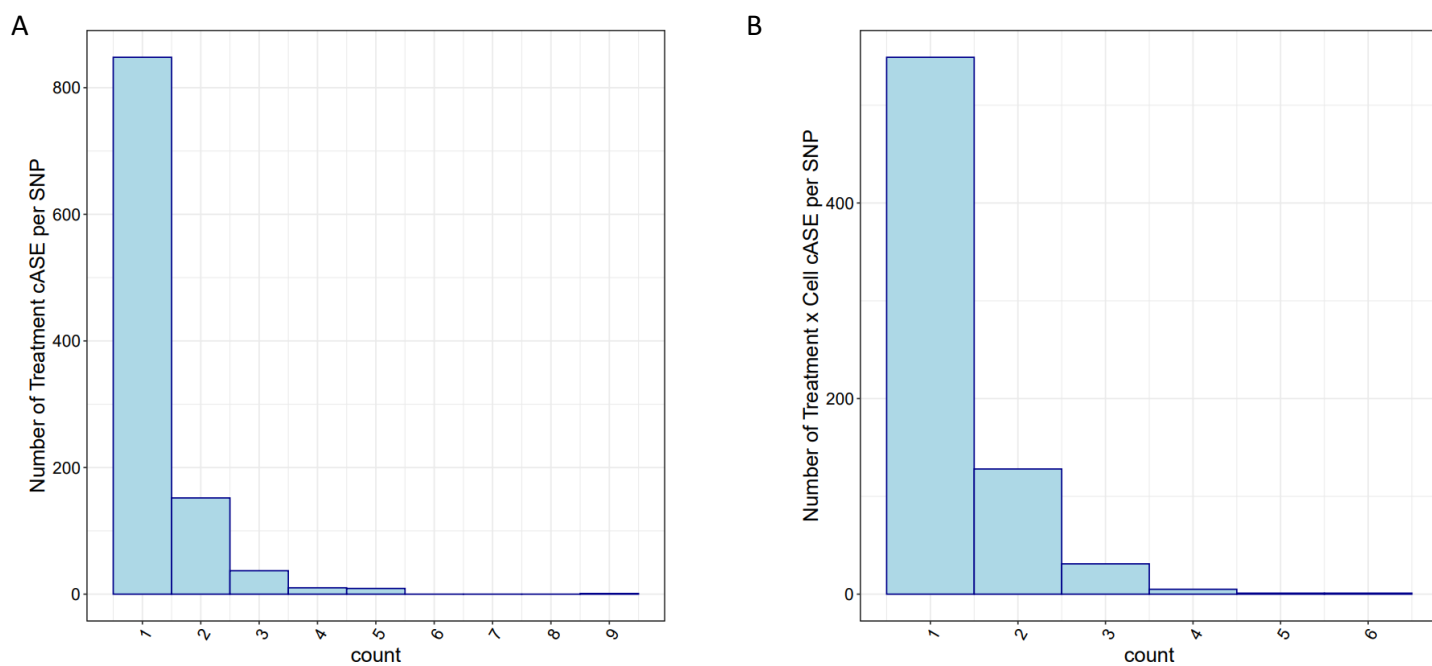 A
Number of Treatment cASE per SNP
800
600
400
200
0
1 2 3 4 5 6 7 8 9
count
B
Number of Treatment x Cell cASE per SNP
400
200
0
1 2 3 4 5 6
count